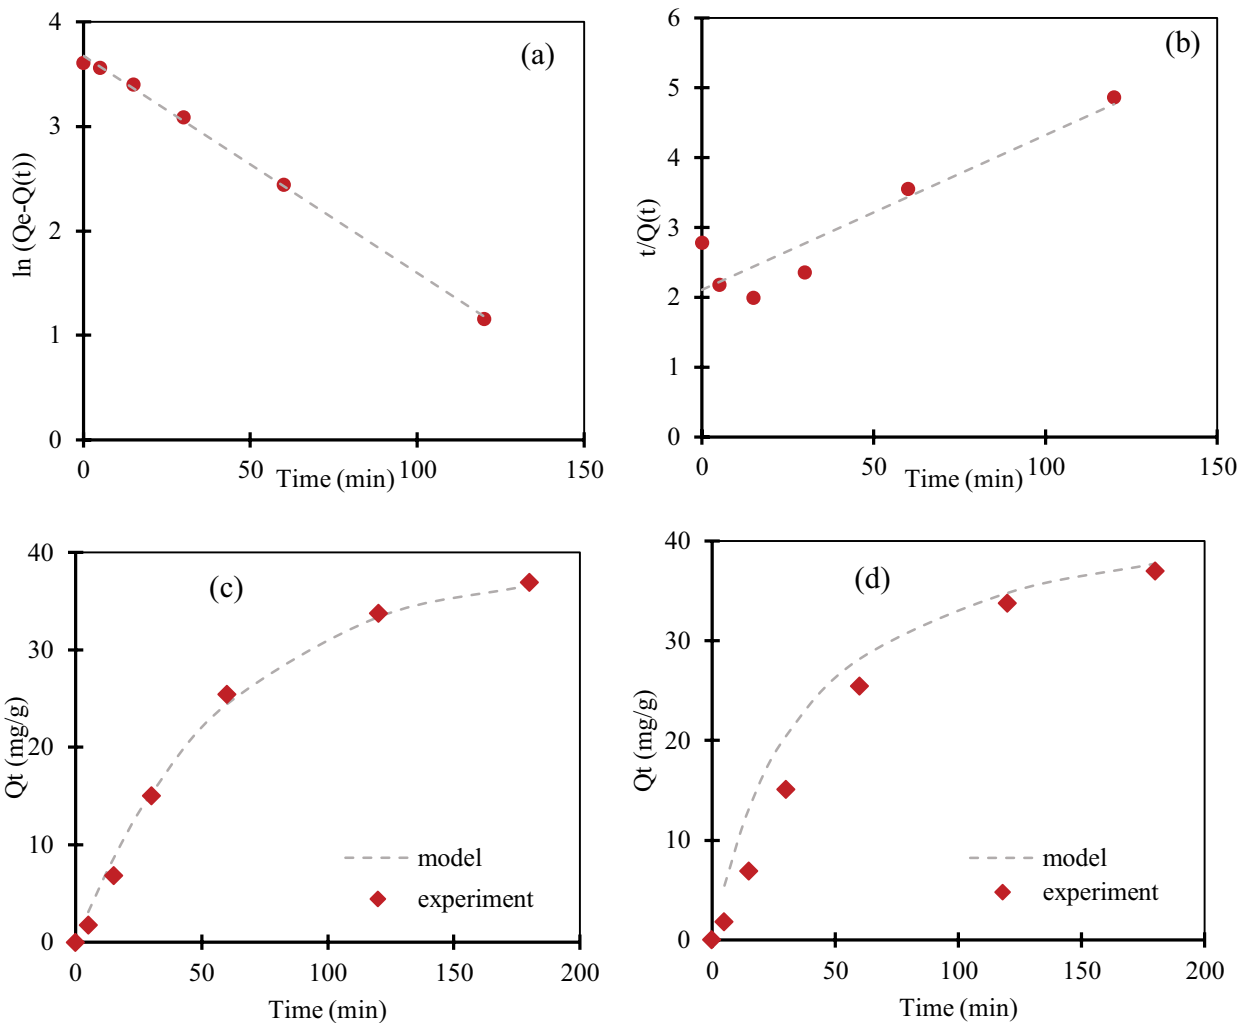 (a)
ln (Qe-Q(t))
4
3
2
1
0
0 50 100 150
Time (min)
(b)
t/Q(t)
6
5
4
3
2
1
0
0 50 100 150
Time (min)
(c)
Qt (mg/g)
40
30
20
10
0
model
experiment
0 50 100 150 200
Time (min)
(d)
Qt (mg/g)
40
30
20
10
0
model
experiment
0 50 100 150 200
Time (min)